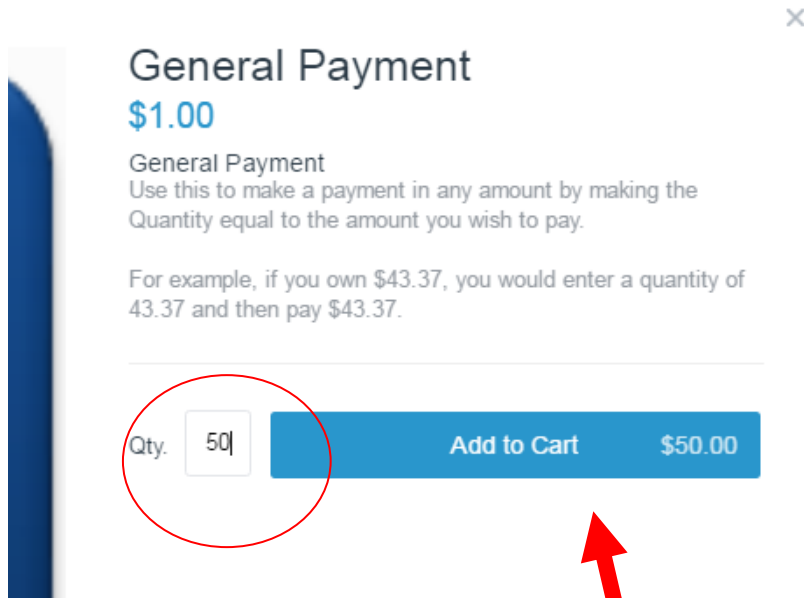 General Payment
$1.00
General Payment
Use this to make a payment in any amount by making the
Quantity equal to the amount you wish to pay.
For example, if you own $43.37, you would enter a quantity of
43.37 and then pay $43.37.
Qty. 50 Add to Cart $50.00